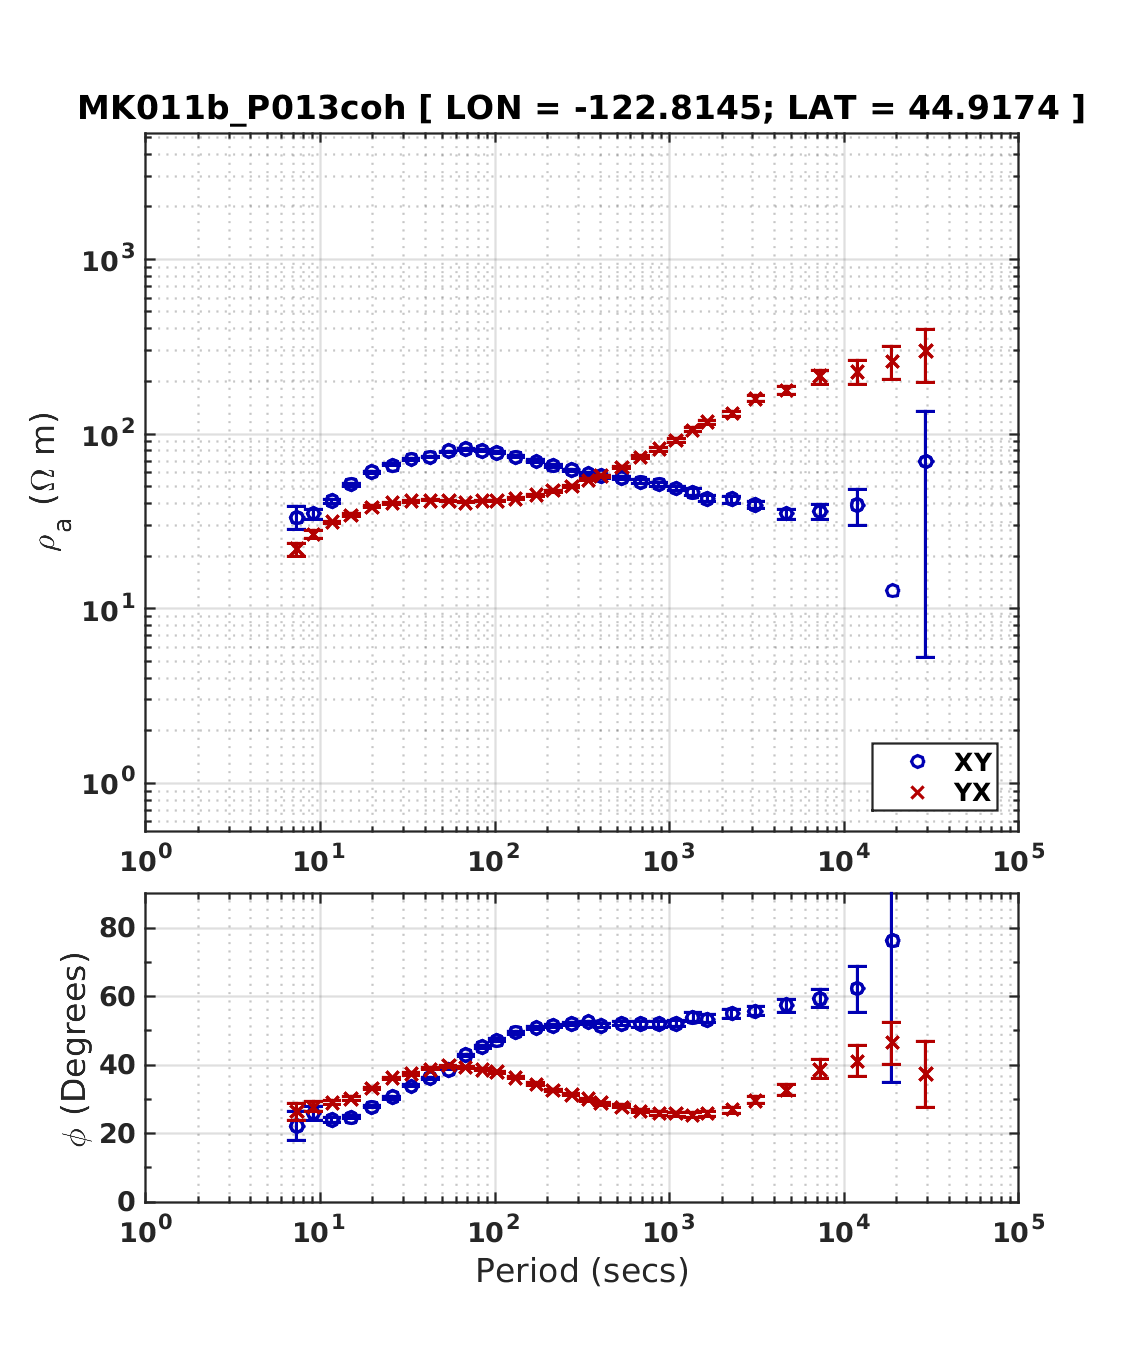 MK011b_P013coh [ LON = -122.8145; LAT = 44.9174 ]
ρa (Ω m)
10³
10²
10¹
10⁰
XY
YX
10⁰ 10¹ 10² 10³ 10⁴ 10⁵
ϕ (Degrees)
80
60
40
20
0
10⁰ 10¹ 10² 10³ 10⁴ 10⁵
Period (secs)